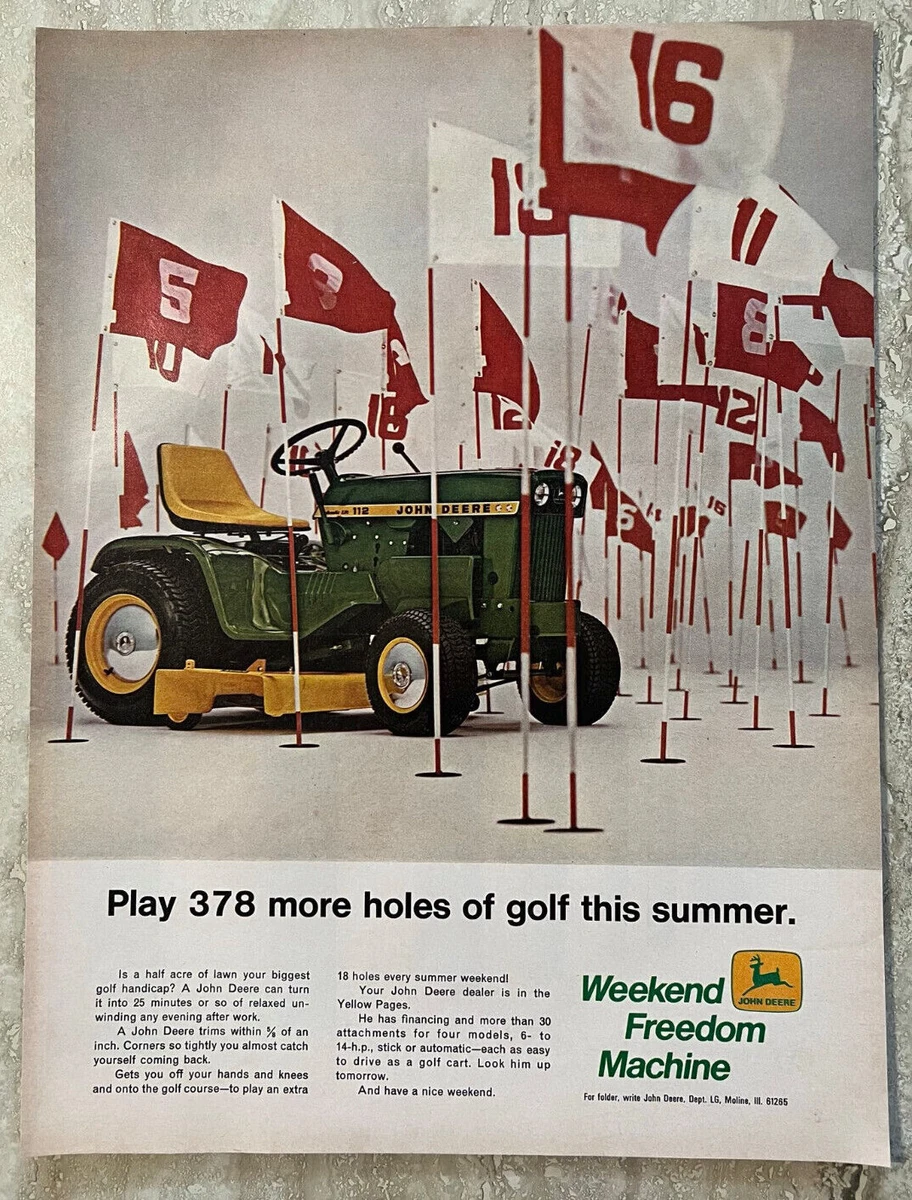 16
18
11
5
8
10
12
18
12
18
6
16
4
112 JOHN DEERE
Play 378 more holes of golf this summer.
Is a half acre of lawn your biggest
golf handicap? A John Deere can turn
it into 25 minutes or so of relaxed un-
winding any evening after work.
A John Deere trims within ⅜ of an
inch. Corners so tightly you almost catch
yourself coming back.
Gets you off your hands and knees
and onto the golf course—to play an extra
18 holes every summer weekend!
Your John Deere dealer is in the
Yellow Pages.
He has financing and more than 30
attachments for four models, 6- to
14-h.p., stick or automatic—each as easy
to drive as a golf cart. Look him up
tomorrow.
And have a nice weekend.
Weekend
Freedom
Machine
JOHN DEERE
For folder, write John Deere, Dept. LG, Moline, Ill. 61265